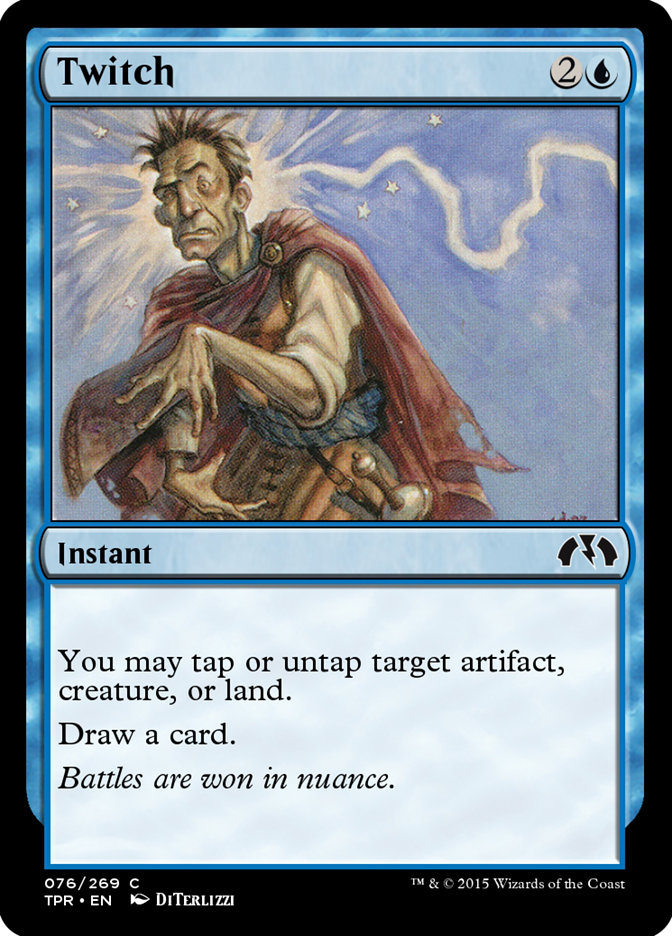 Twitch 2
Instant
You may tap or untap target artifact,
creature, or land.
Draw a card.
Battles are won in nuance.
076/269 C
™ & © 2015 Wizards of the Coast
TPR • EN DiTerlizzi